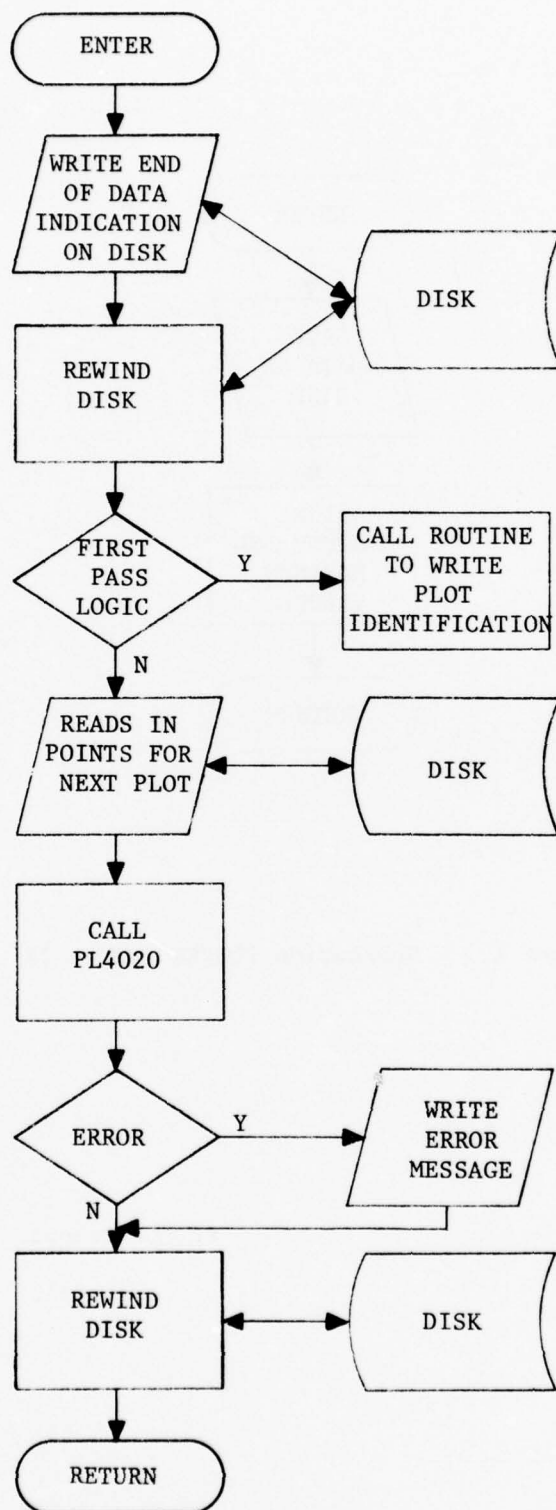 ENTER
WRITE END
OF DATA
INDICATION
ON DISK
DISK
REWIND
DISK
FIRST
PASS
LOGIC
Y
CALL ROUTINE
TO WRITE
PLOT
IDENTIFICATION
N
READS IN
POINTS FOR
NEXT PLOT
DISK
CALL
PL4020
ERROR
Y
WRITE
ERROR
MESSAGE
N
REWIND
DISK
DISK
RETURN